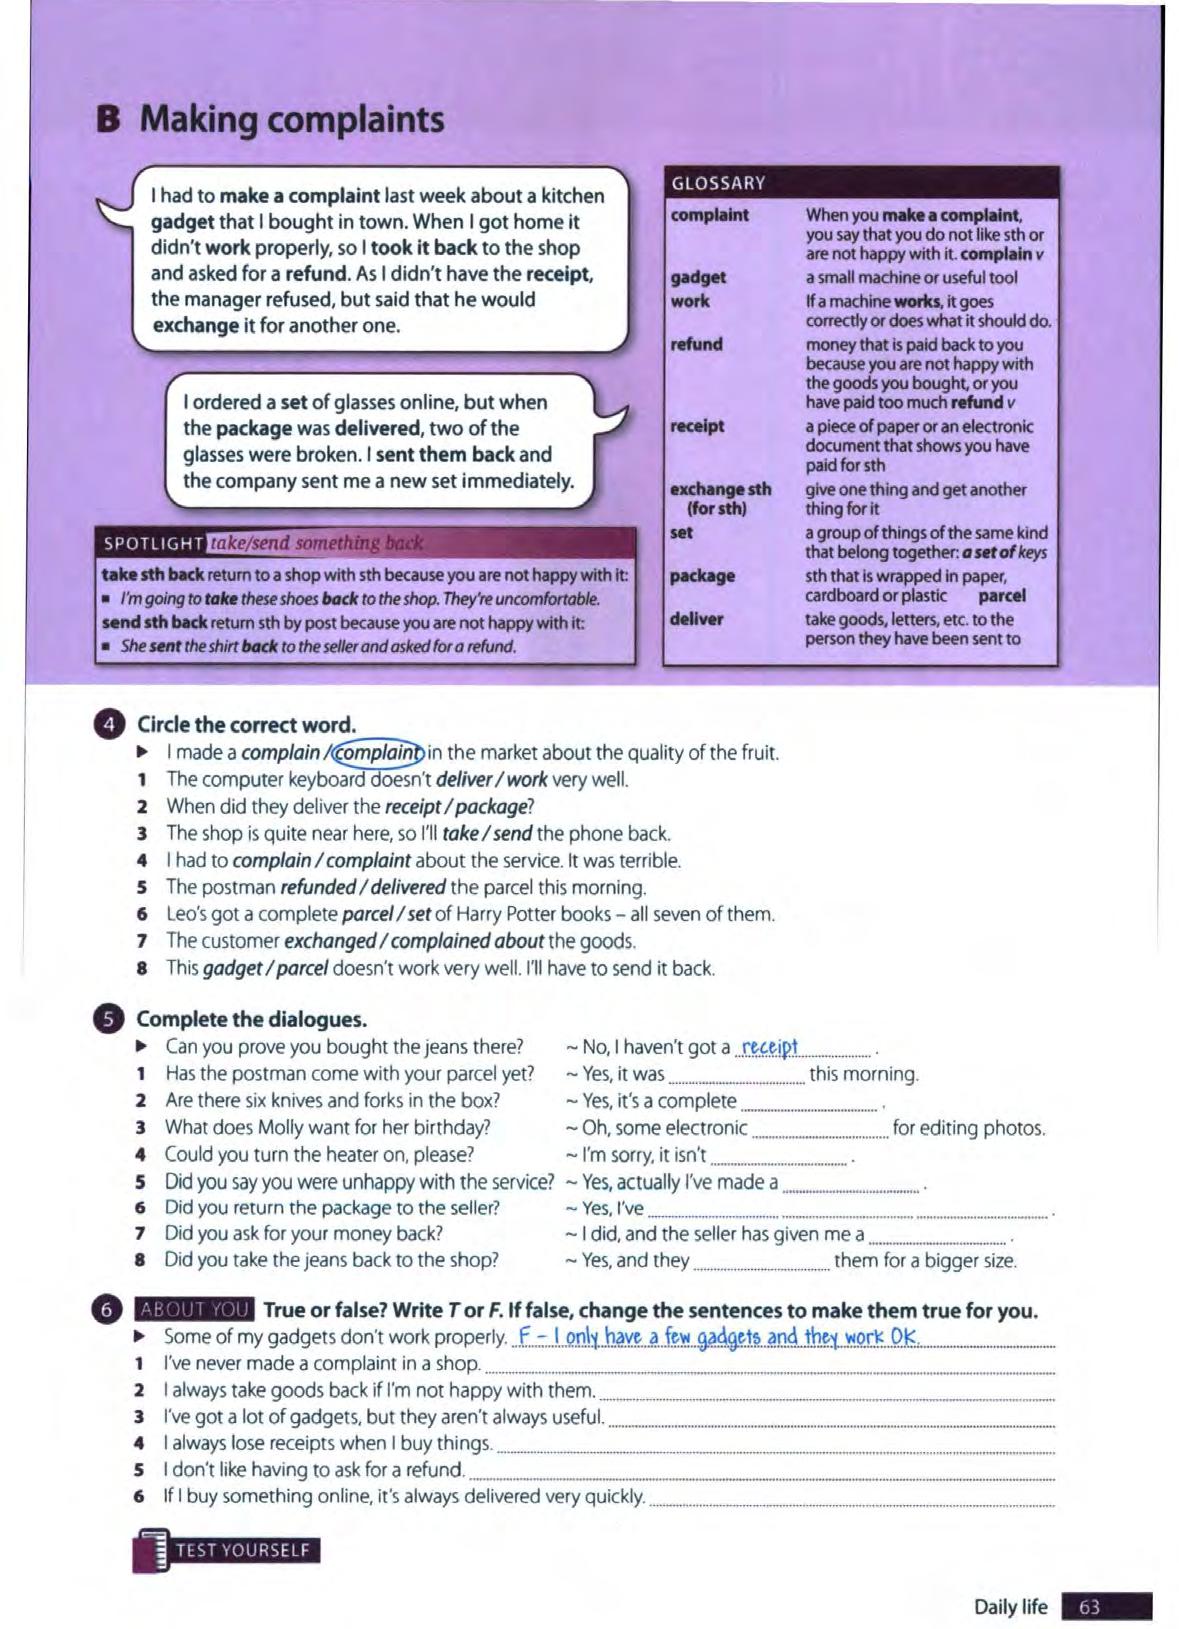 B Making complaints
I had to make a complaint last week about a kitchen
gadget that I bought in town. When I got home it
didn't work properly, so I took it back to the shop
and asked for a refund. As I didn't have the receipt,
the manager refused, but said that he would
exchange it for another one.
I ordered a set of glasses online, but when
the package was delivered, two of the
glasses were broken. I sent them back and
the company sent me a new set immediately.
SPOTLIGHT take/send something back
take sth back return to a shop with sth because you are not happy with it:
▪ I'm going to take these shoes back to the shop. They're uncomfortable.
send sth back return sth by post because you are not happy with it:
▪ She sent the shirt back to the seller and asked for a refund.
GLOSSARY
complaint When you make a complaint,
you say that you do not like sth or
are not happy with it. complain v
gadget a small machine or useful tool
work If a machine works, it goes
correctly or does what it should do.
refund money that is paid back to you
because you are not happy with
the goods you bought, or you
have paid too much refund v
receipt a piece of paper or an electronic
document that shows you have
paid for sth
exchange sth give one thing and get another
(for sth) thing for it
set a group of things of the same kind
that belong together: a set of keys
package sth that is wrapped in paper,
cardboard or plastic parcel
deliver take goods, letters, etc. to the
person they have been sent to
4 Circle the correct word.
► I made a complain / complaint in the market about the quality of the fruit.
1 The computer keyboard doesn't deliver / work very well.
2 When did they deliver the receipt / package?
3 The shop is quite near here, so I'll take / send the phone back.
4 I had to complain / complaint about the service. It was terrible.
5 The postman refunded / delivered the parcel this morning.
6 Leo's got a complete parcel / set of Harry Potter books – all seven of them.
7 The customer exchanged / complained about the goods.
8 This gadget / parcel doesn't work very well. I'll have to send it back.
5 Complete the dialogues.
► Can you prove you bought the jeans there? ~ No, I haven't got a receipt .
1 Has the postman come with your parcel yet? ~ Yes, it was this morning.
2 Are there six knives and forks in the box? ~ Yes, it's a complete .
3 What does Molly want for her birthday? ~ Oh, some electronic for editing photos.
4 Could you turn the heater on, please? ~ I'm sorry, it isn't .
5 Did you say you were unhappy with the service? ~ Yes, actually I've made a .
6 Did you return the package to the seller? ~ Yes, I've .
7 Did you ask for your money back? ~ I did, and the seller has given me a .
8 Did you take the jeans back to the shop? ~ Yes, and they them for a bigger size.
6 ABOUT YOU True or false? Write T or F. If false, change the sentences to make them true for you.
► Some of my gadgets don't work properly. F – I only have a few gadgets and they work OK.
1 I've never made a complaint in a shop.
2 I always take goods back if I'm not happy with them.
3 I've got a lot of gadgets, but they aren't always useful.
4 I always lose receipts when I buy things.
5 I don't like having to ask for a refund.
6 If I buy something online, it's always delivered very quickly.
TEST YOURSELF
Daily life 63